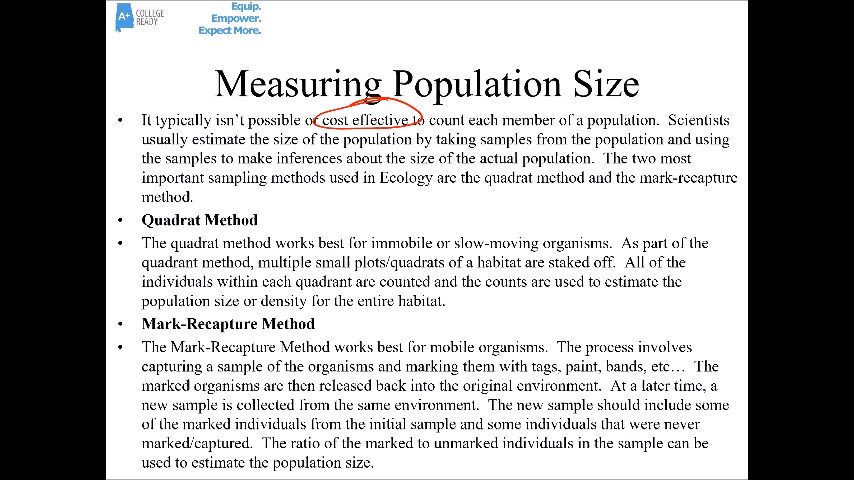 A+ COLLEGE
READY
Equip.
Empower.
Expect More.
Measuring Population Size
• It typically isn't possible or cost effective to count each member of a population. Scientists
usually estimate the size of the population by taking samples from the population and using
the samples to make inferences about the size of the actual population. The two most
important sampling methods used in Ecology are the quadrat method and the mark-recapture
method.
• Quadrat Method
• The quadrat method works best for immobile or slow-moving organisms. As part of the
quadrant method, multiple small plots/quadrats of a habitat are staked off. All of the
individuals within each quadrant are counted and the counts are used to estimate the
population size or density for the entire habitat.
• Mark-Recapture Method
• The Mark-Recapture Method works best for mobile organisms. The process involves
capturing a sample of the organisms and marking them with tags, paint, bands, etc… The
marked organisms are then released back into the original environment. At a later time, a
new sample is collected from the same environment. The new sample should include some
of the marked individuals from the initial sample and some individuals that were never
marked/captured. The ratio of the marked to unmarked individuals in the sample can be
used to estimate the population size.